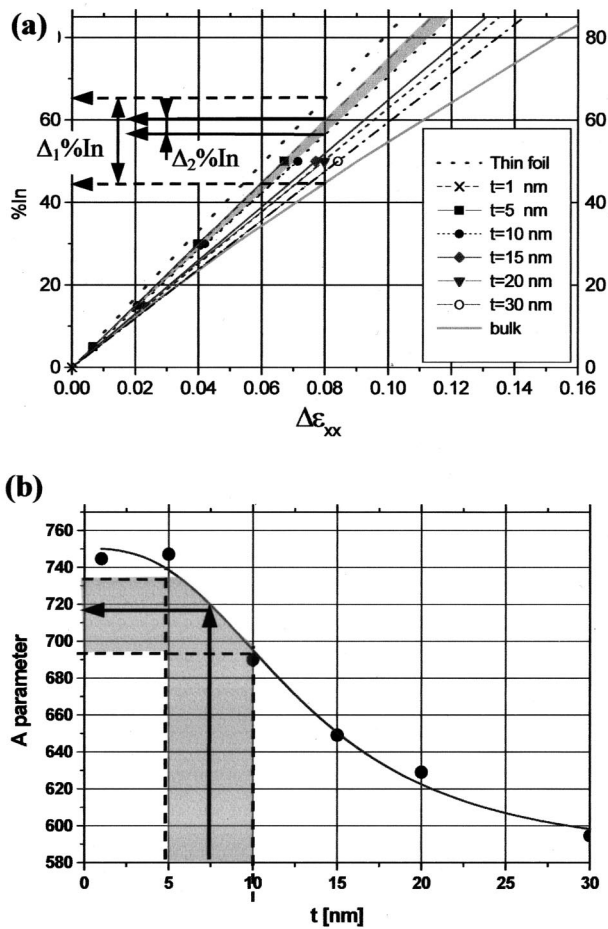 (a)
80
60
40
20
0
%In
Δ₁%In
Δ₂%In
80
60
40
20
0
0.00 0.02 0.04 0.06 0.08 0.10 0.12 0.14 0.16
Δεxx
Thin foil
t=1 nm
t=5 nm
t=10 nm
t=15 nm
t=20 nm
t=30 nm
bulk
(b)
760
740
720
700
680
660
640
620
600
580
A parameter
0 5 10 15 20 25 30
t [nm]